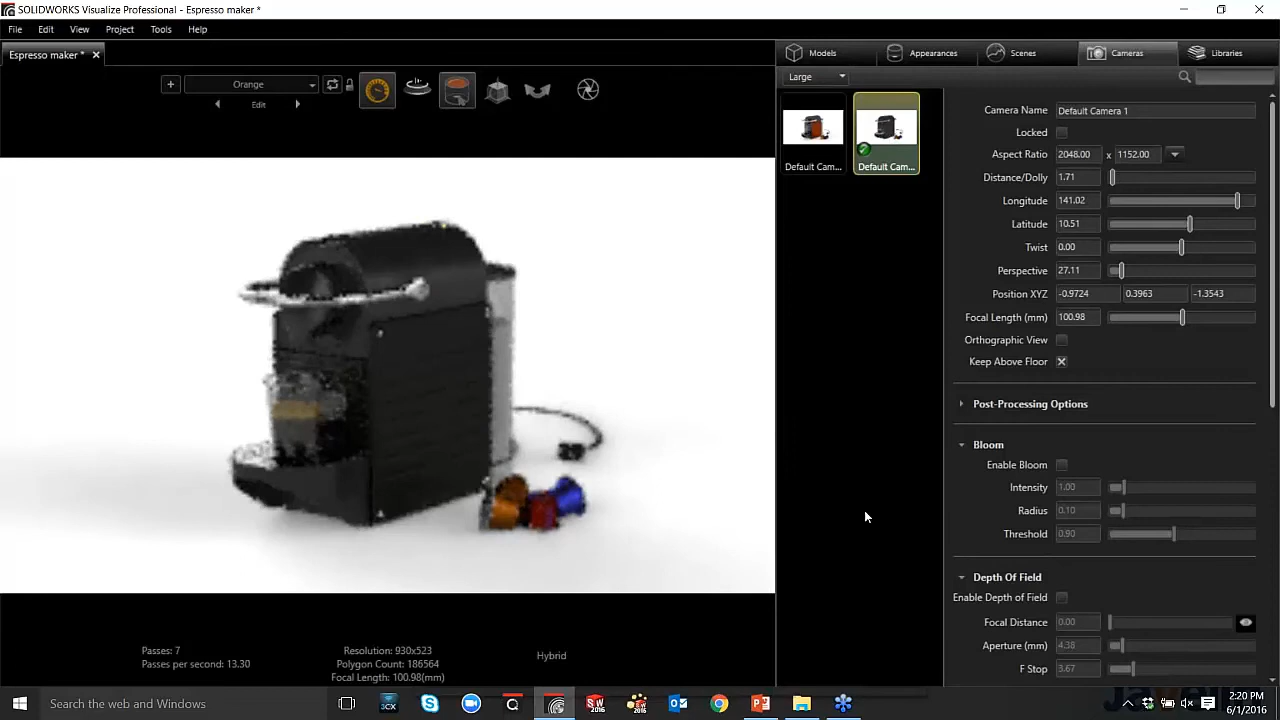 SOLIDWORKS Visualize Professional - Espresso maker *
File Edit View Project Tools Help
Espresso maker *
Orange
Edit
Models Appearances Scenes Cameras Libraries
Large
Default Cam... Default Cam...
Camera Name Default Camera 1
Locked
Aspect Ratio 2048.00 x 1152.00
Distance/Dolly 1.71
Longitude 141.02
Latitude 10.51
Twist 0.00
Perspective 27.11
Position XYZ -0.9724 0.3963 -1.3543
Focal Length (mm) 100.98
Orthographic View
Keep Above Floor
Post-Processing Options
Bloom
Enable Bloom
Intensity 1.00
Radius 0.10
Threshold 0.90
Depth Of Field
Enable Depth of Field
Focal Distance 0.00
Aperture (mm) 4.38
F Stop 3.67
Passes: 7
Passes per second: 13.30
Resolution: 930x523
Polygon Count: 186564
Focal Length: 100.98(mm)
Hybrid
Search the web and Windows
3CX
SW 2016
2016
2:20 PM
6/1/2016